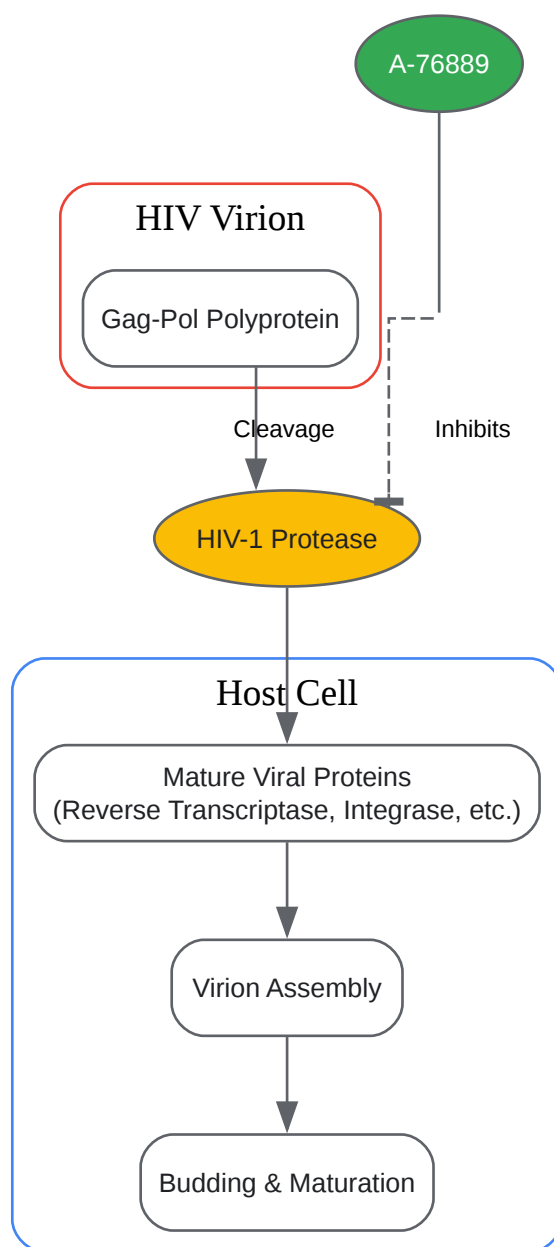 A-76889
HIV Virion
Gag-Pol Polyprotein
Cleavage
Inhibits
HIV-1 Protease
Host Cell
Mature Viral Proteins
(Reverse Transcriptase, Integrase, etc.)
Virion Assembly
Budding & Maturation